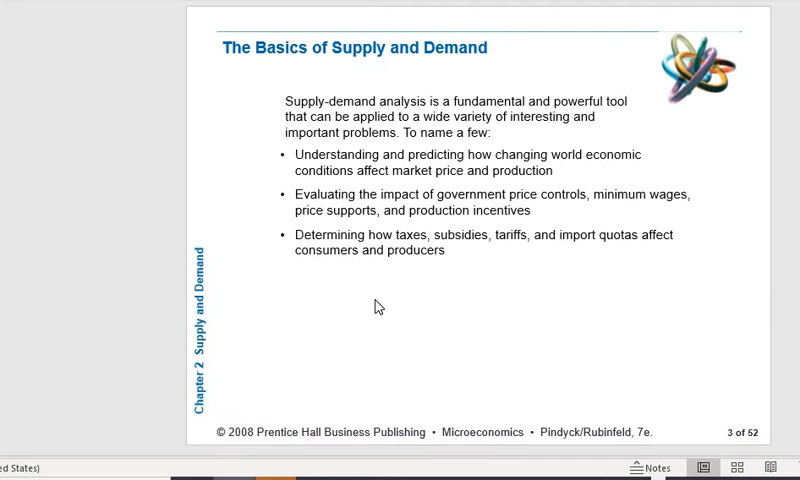 The Basics of Supply and Demand
Supply-demand analysis is a fundamental and powerful tool
that can be applied to a wide variety of interesting and
important problems. To name a few:
• Understanding and predicting how changing world economic
conditions affect market price and production
• Evaluating the impact of government price controls, minimum wages,
price supports, and production incentives
• Determining how taxes, subsidies, tariffs, and import quotas affect
consumers and producers
Chapter 2 Supply and Demand
© 2008 Prentice Hall Business Publishing • Microeconomics • Pindyck/Rubinfeld, 7e.
3 of 52
ed States)
Notes